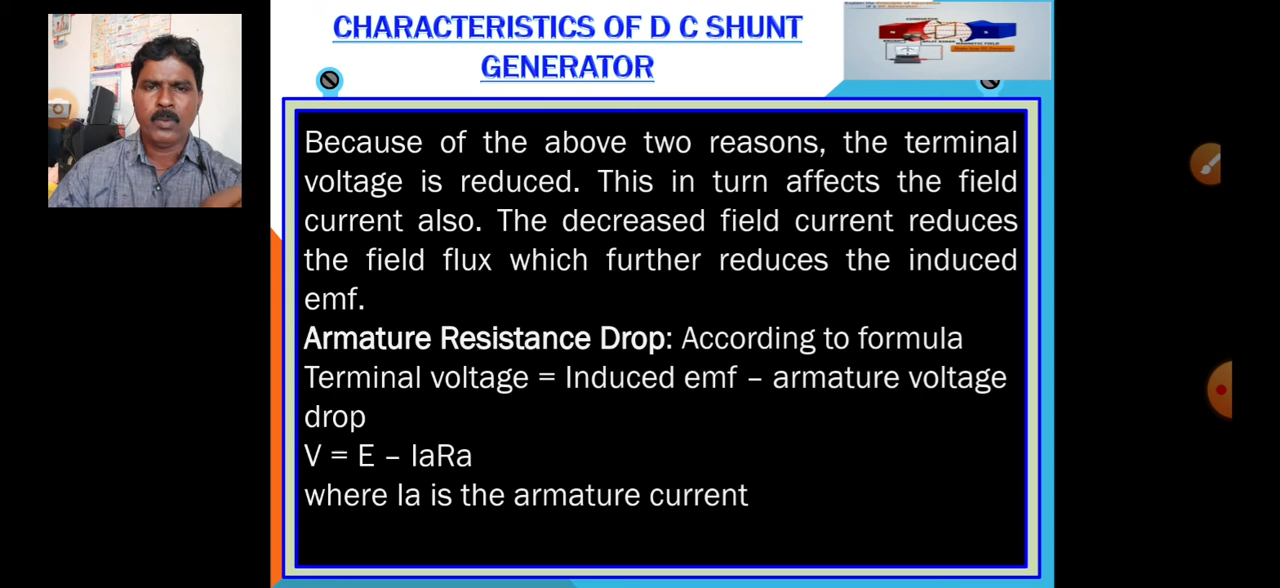 CHARACTERISTICS OF D C SHUNT
GENERATOR
MAGNETIC FIELD
Because of the above two reasons, the terminal
voltage is reduced. This in turn affects the field
current also. The decreased field current reduces
the field flux which further reduces the induced
emf.
Armature Resistance Drop: According to formula
Terminal voltage = Induced emf – armature voltage
drop
V = E – IaRa
where Ia is the armature current